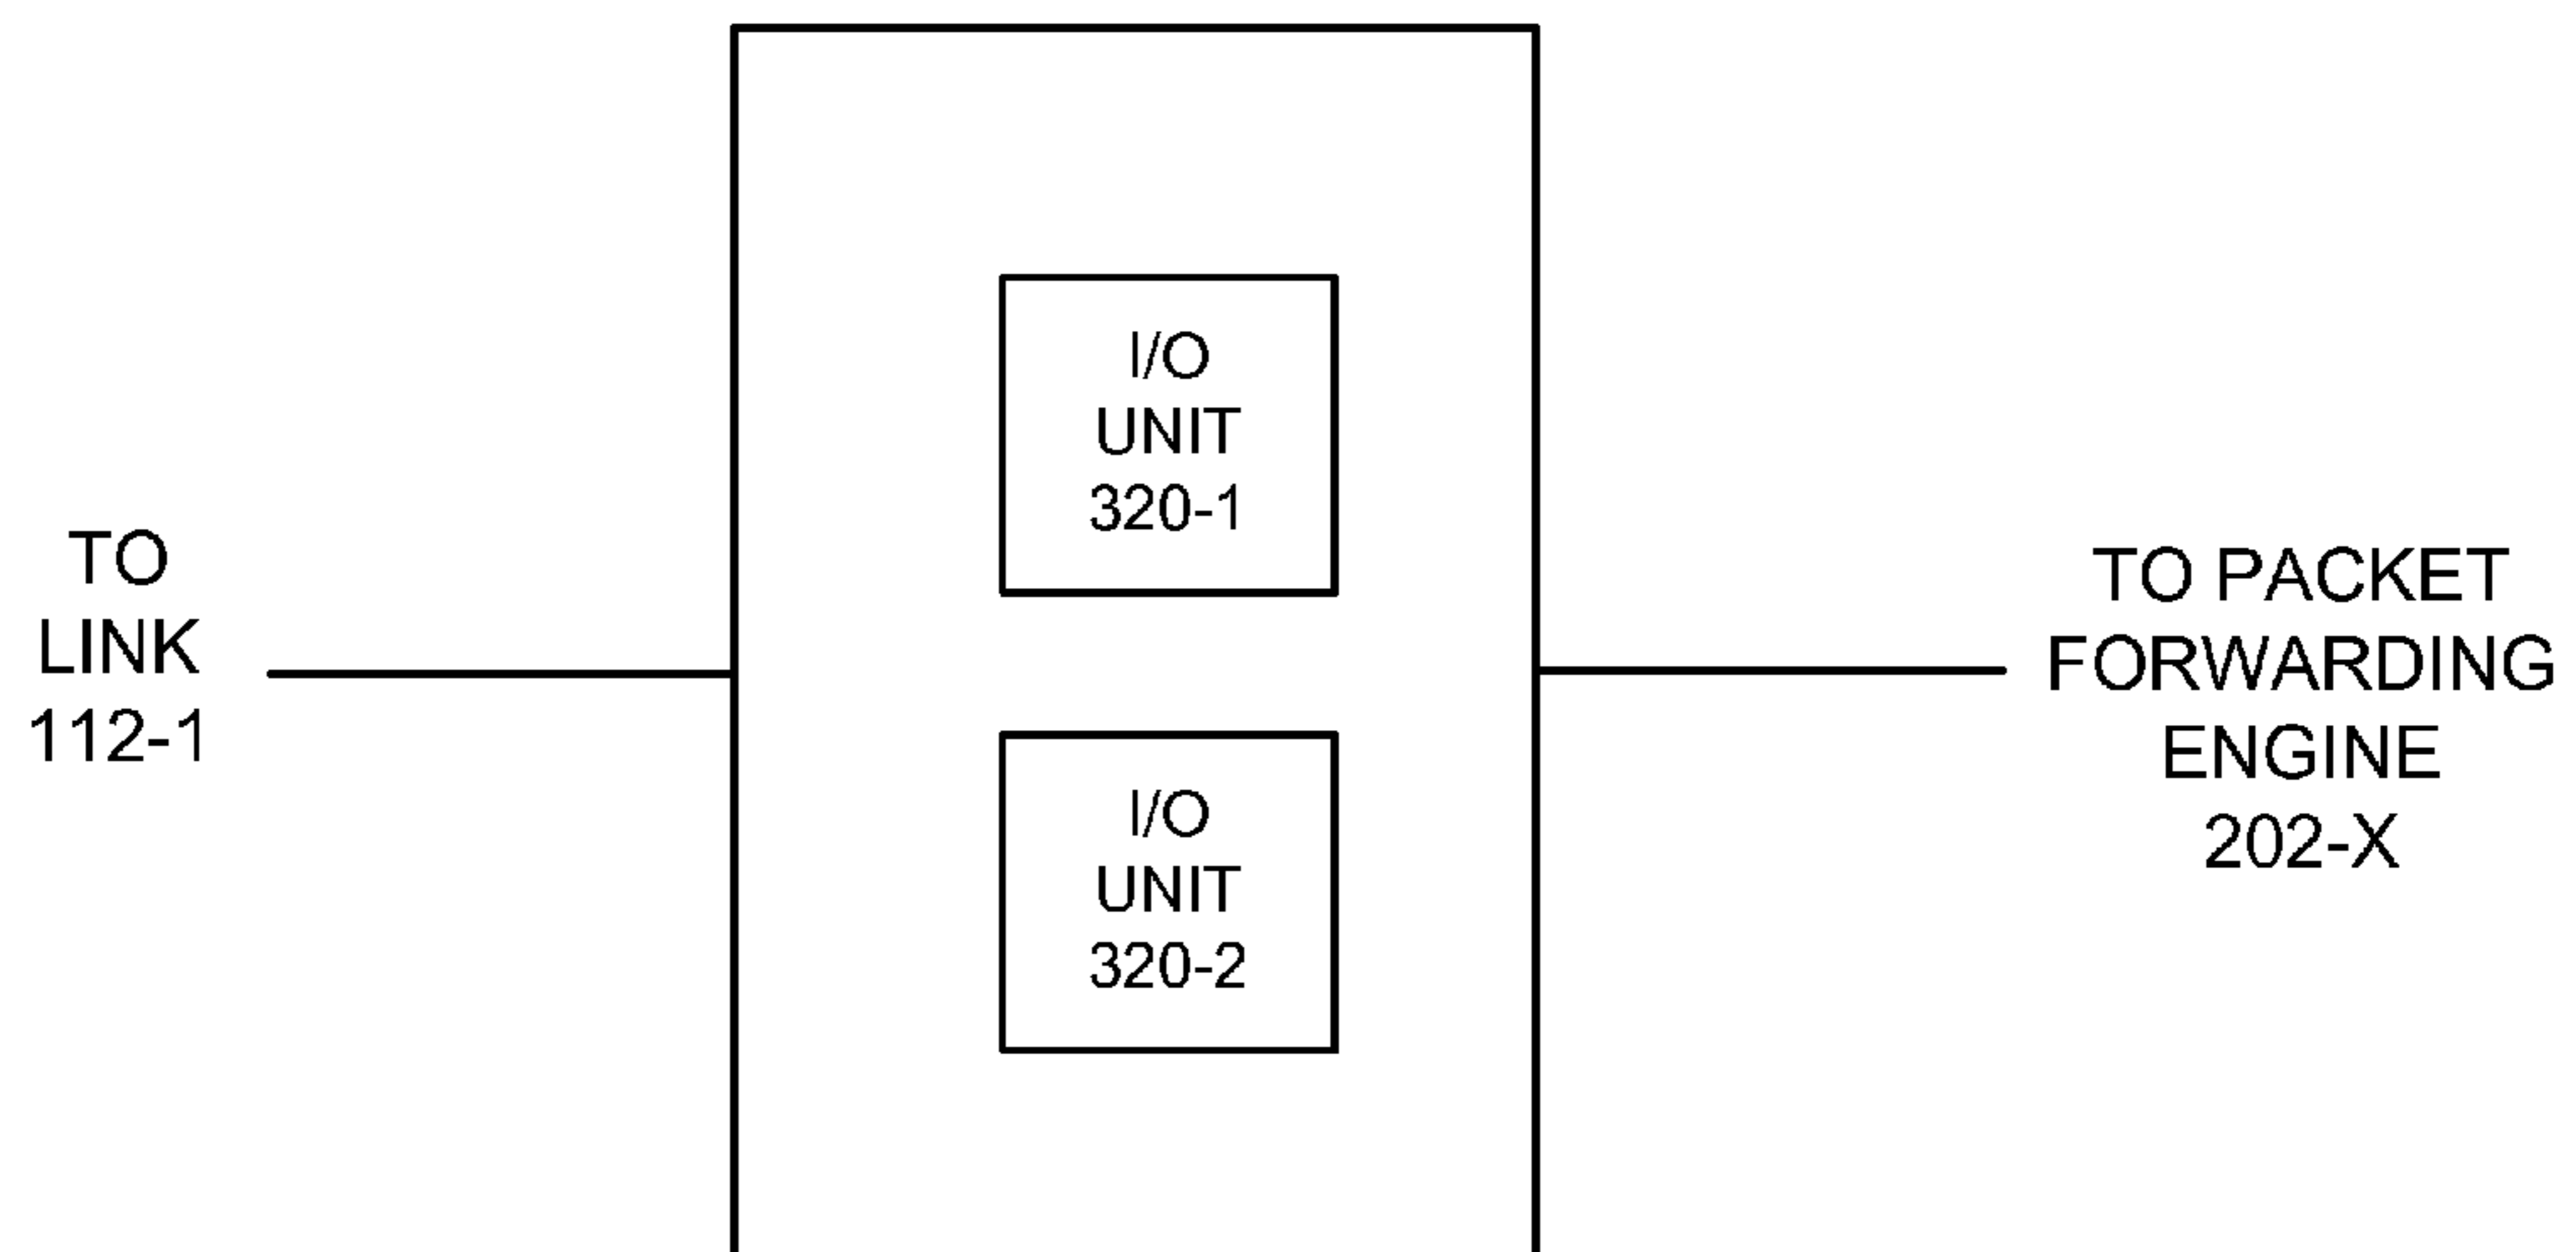 TO
LINK
112-1
I/O
UNIT
320-1
I/O
UNIT
320-2
TO PACKET
FORWARDING
ENGINE
202-X